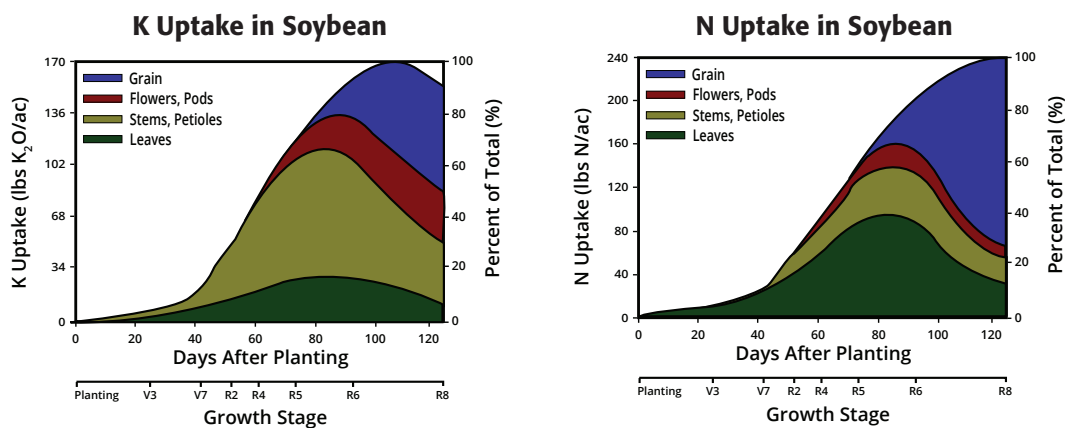 K Uptake in Soybean
170
136
102
68
34
0
K Uptake (lbs K₂O/ac)
Grain
Flowers, Pods
Stems, Petioles
Leaves
100
80
60
40
20
0
Percent of Total (%)
0 20 40 60 80 100 120
Days After Planting
Planting V3 V7 R2 R4 R5 R6 R8
Growth Stage
N Uptake in Soybean
240
200
160
120
80
40
0
N Uptake (lbs N/ac)
Grain
Flowers, Pods
Stems, Petioles
Leaves
100
80
60
40
20
0
Percent of Total (%)
0 20 40 60 80 100 120
Days After Planting
Planting V3 V7 R2 R4 R5 R6 R8
Growth Stage